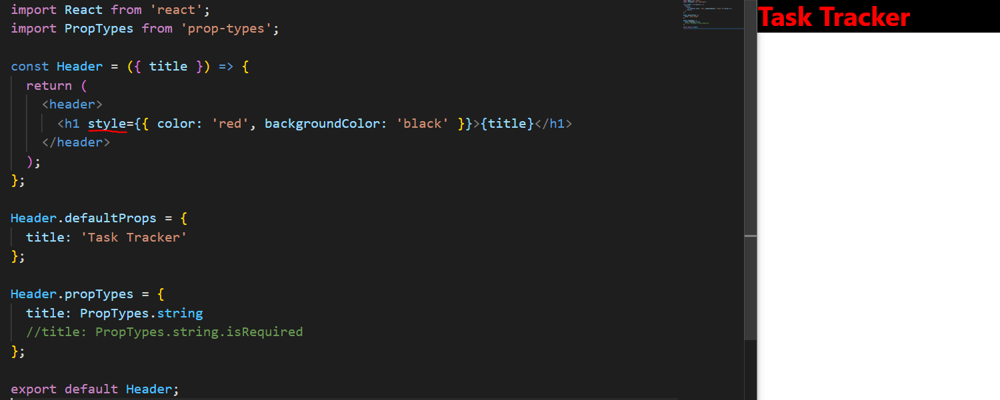 import React from 'react';
import PropTypes from 'prop-types';
const Header = ({ title }) => {
return (
<header>
<h1 style={{ color: 'red', backgroundColor: 'black' }}>{title}</h1>
</header>
);
};
Header.defaultProps = {
title: 'Task Tracker'
};
Header.propTypes = {
title: PropTypes.string
//title: PropTypes.string.isRequired
};
export default Header;
Task Tracker